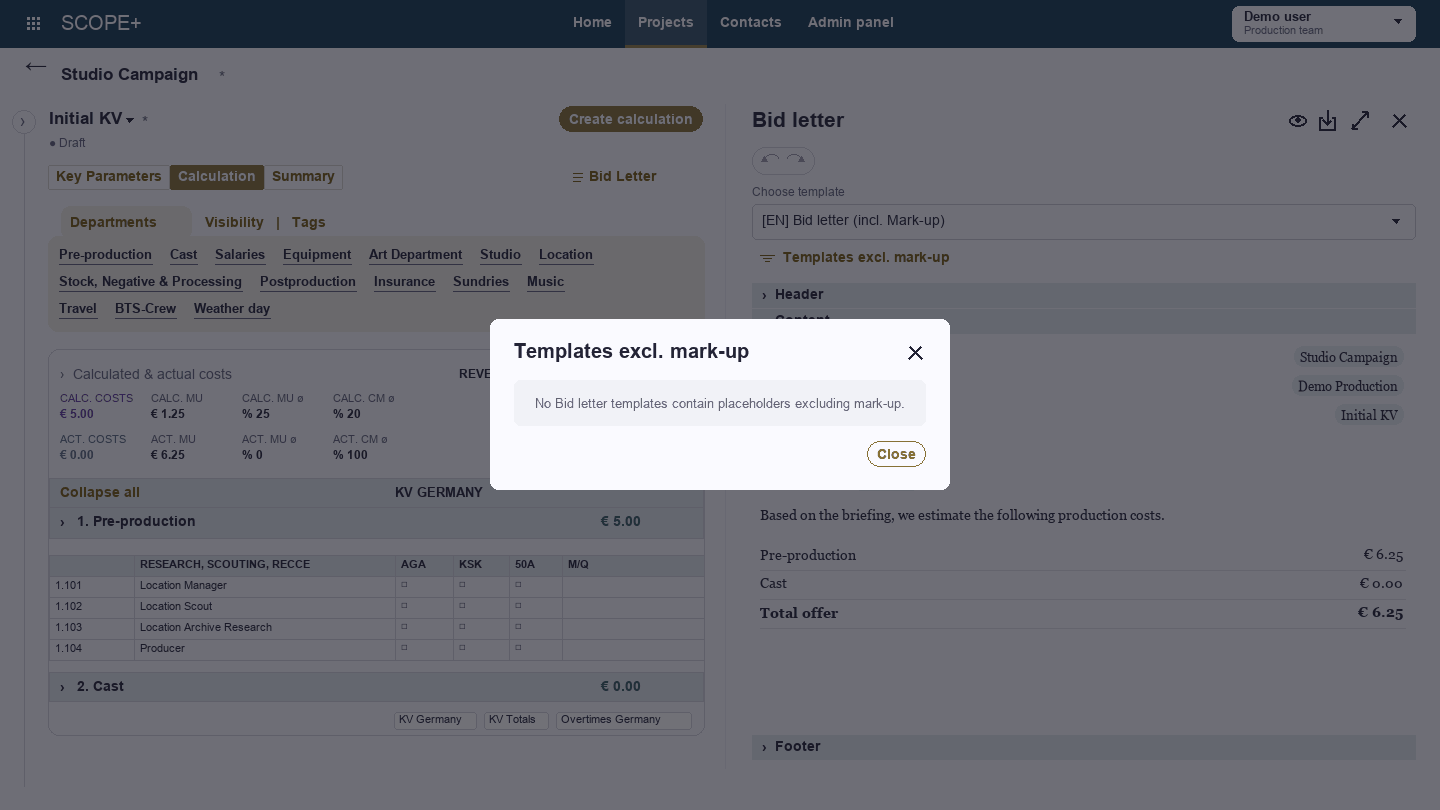 SCOPE+ Home Projects Contacts Admin panel Demo user
Production team
Studio Campaign *
Initial KV *
Create calculation
● Draft
Key Parameters Calculation Summary Bid Letter
Departments Visibility | Tags
Pre-production Cast Salaries Equipment Art Department Studio Location
Stock, Negative & Processing Postproduction Insurance Sundries Music
Travel BTS-Crew Weather day
› Calculated & actual costs REVE
CALC. COSTS CALC. MU CALC. MU ø CALC. CM ø
€ 5.00 € 1.25 % 25 % 20
ACT. COSTS ACT. MU ACT. MU ø ACT. CM ø
€ 0.00 € 6.25 % 0 % 100
Collapse all KV GERMANY
› 1. Pre-production € 5.00
RESEARCH, SCOUTING, RECCE AGA KSK 50A M/Q
1.101 Location Manager
1.102 Location Scout
1.103 Location Archive Research
1.104 Producer
› 2. Cast € 0.00
KV Germany KV Totals Overtimes Germany
Bid letter
Choose template
[EN] Bid letter (incl. Mark-up)
Templates excl. mark-up
› Header
Content
Studio Campaign
Demo Production
Initial KV
Based on the briefing, we estimate the following production costs.
Pre-production € 6.25
Cast € 0.00
Total offer € 6.25
› Footer
Templates excl. mark-up
No Bid letter templates contain placeholders excluding mark-up.
Close